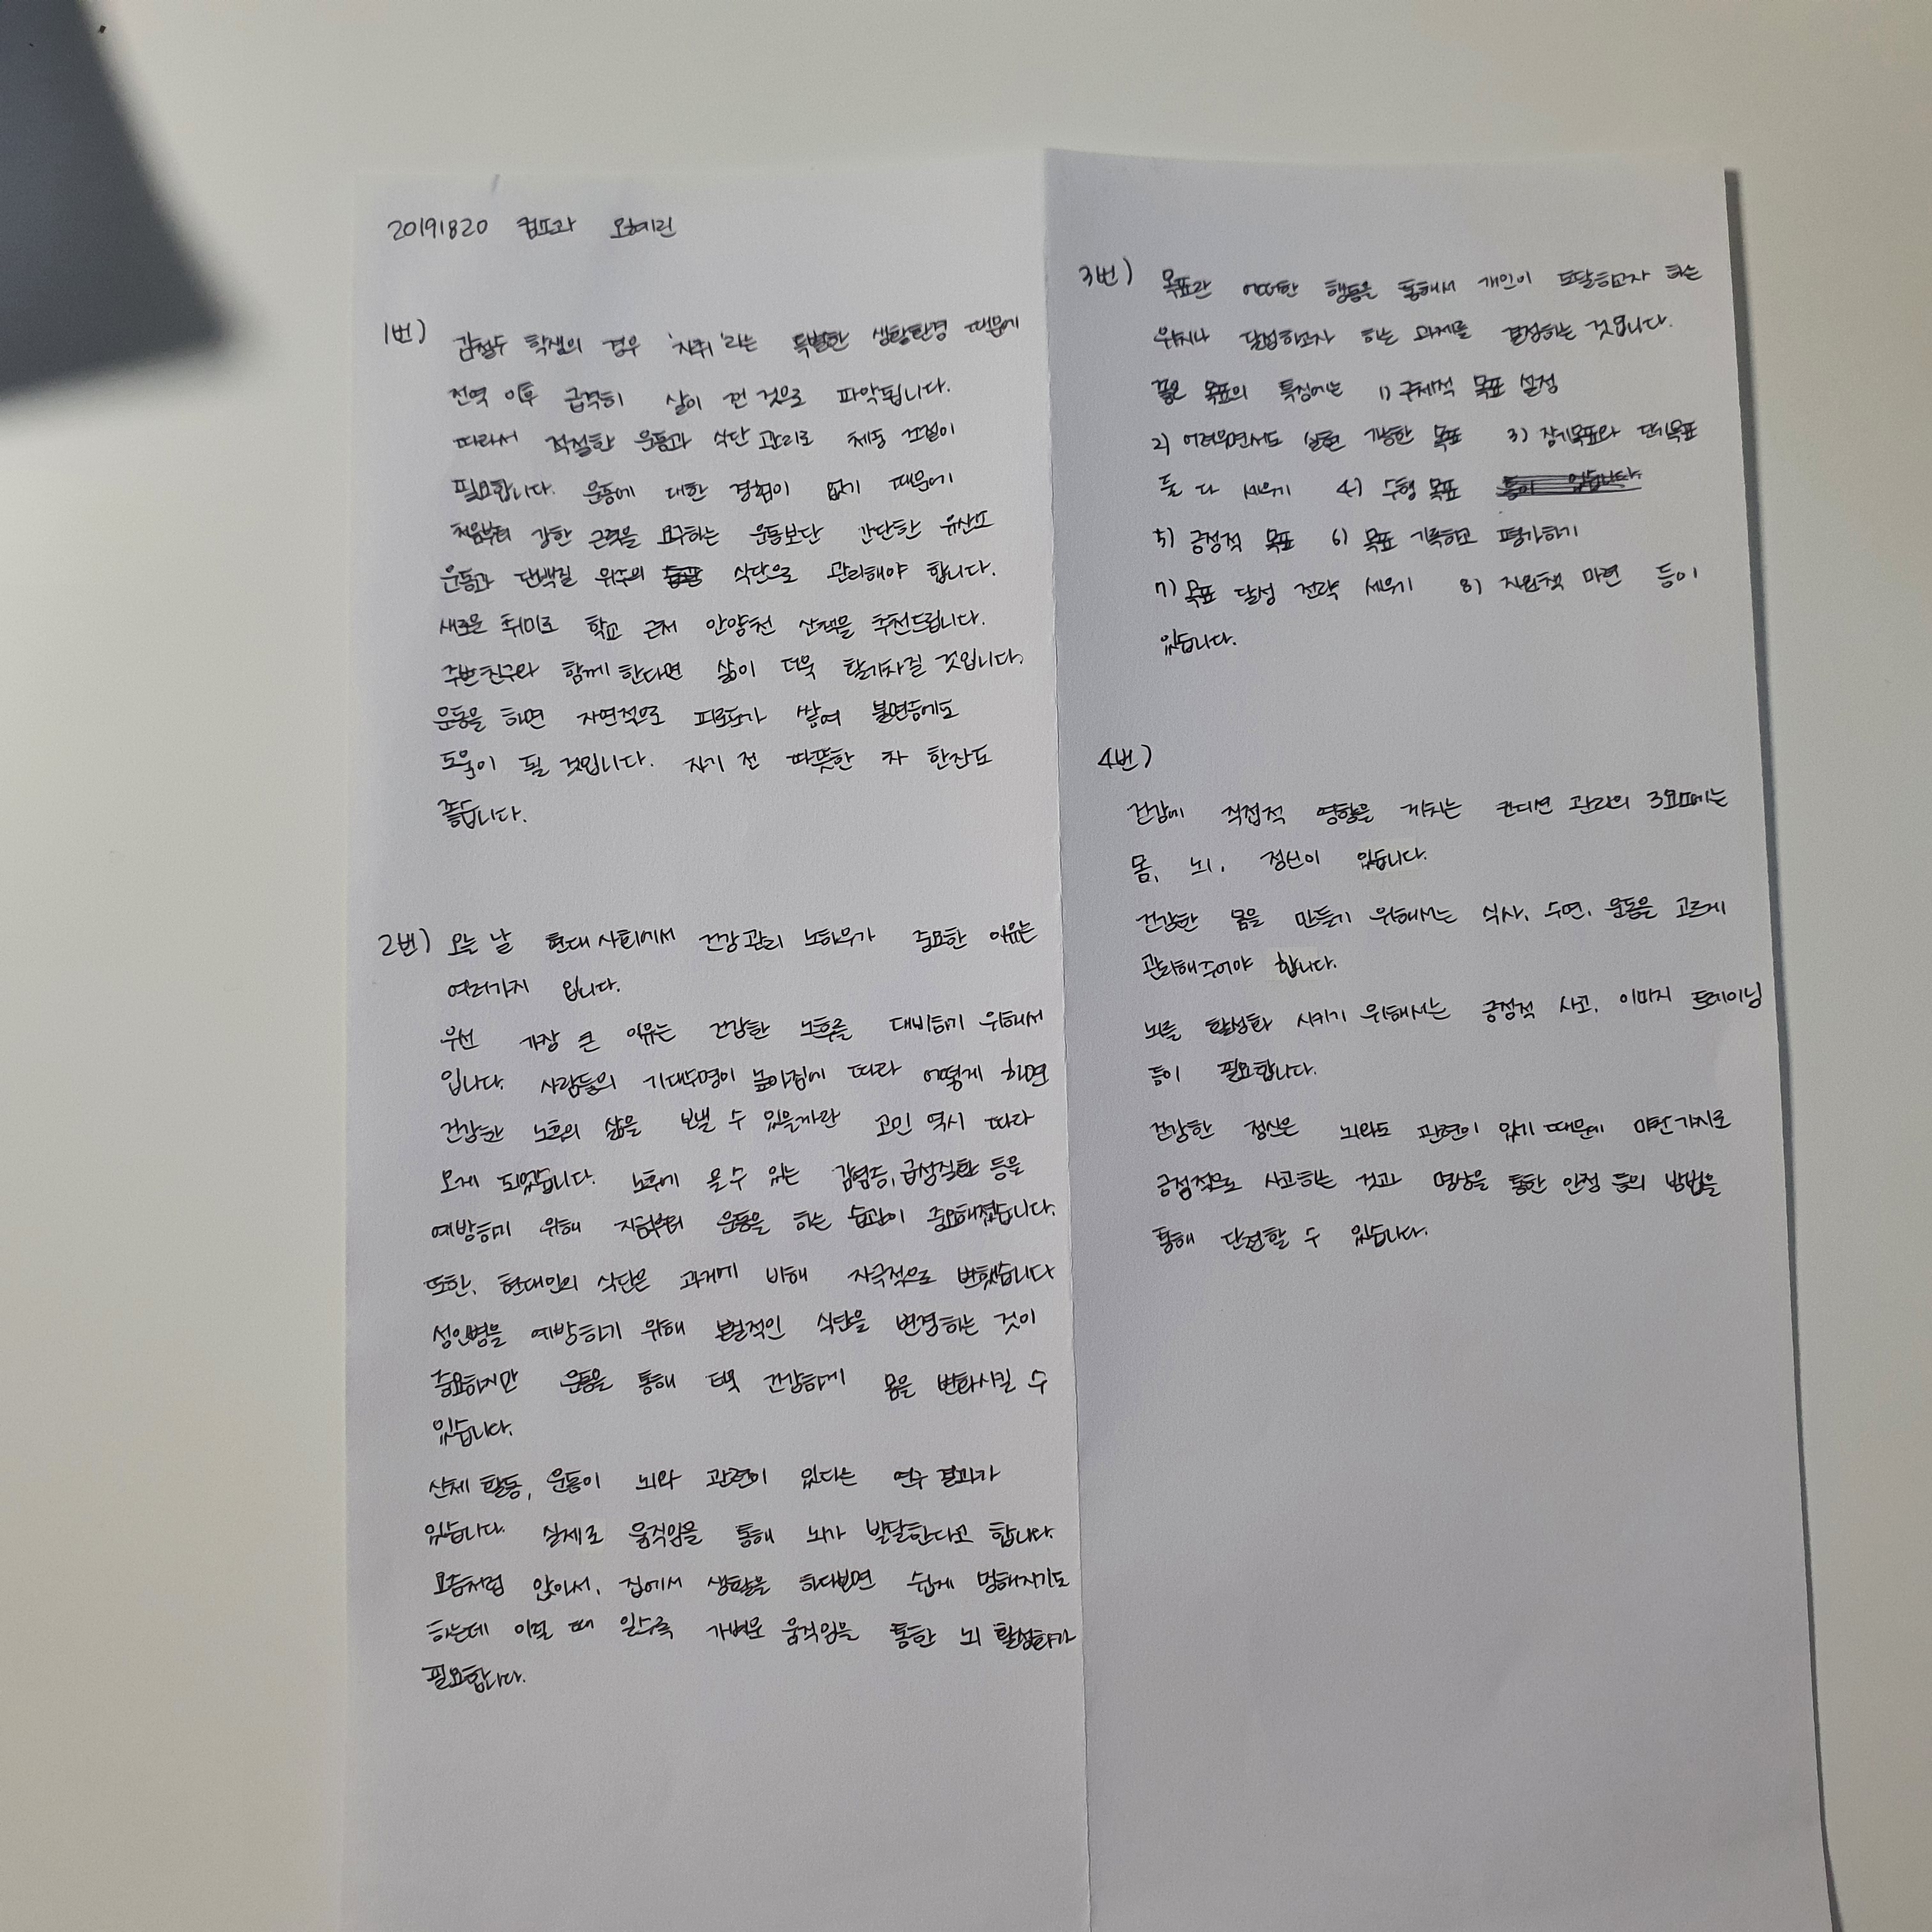 20191820 컴프과 오혜린
1번) 김철수 학생의 경우 '자취'라는 특별한 생활환경 때문에
전역 이후 급격히 살이 찐 것으로 파악됩니다.
따라서 적절한 운동과 식단 관리로 체중 조절이
필요합니다. 운동에 대한 경험이 없기 때문에
처음부터 강한 근력을 요구하는 운동보단 간단한 유산소
운동과 단백질 위주의 식단으로 관리해야 합니다.
새로운 취미로 학교 근처 안양천 산책을 추천드립니다.
주변친구와 함께 한다면 삶이 더욱 활기차질 것입니다.
운동을 하면 자연적으로 피로도가 쌓여 불면증에도
도움이 될 것입니다. 자기 전 따뜻한 차 한잔도
좋습니다.
2번) 오늘 날 현대 사회에서 건강 관리 노하우가 중요한 이유는
여러가지 입니다.
우선 가장 큰 이유는 건강한 노후를 대비하기 위해서
입니다. 사람들의 기대수명이 높아짐에 따라 어떻게 하면
건강한 노후의 삶을 보낼 수 있을까란 고민 역시 따라
오게 되었습니다. 노후에 올 수 있는 급성질환 등을
예방하기 위해 지금부터 운동을 하는 습관이 중요해졌습니다.
또한, 현대인의 식단은 과거에 비해 자극적으로 변했습니다
성인병을 예방하기 위해 본질적인 식단을 변경하는 것이
중요하지만 운동을 통해 더욱 건강하게 몸을 변화시킬 수
있습니다.
신체 활동, 운동이 뇌와 관련이 있다는 연구 결과가
있습니다. 실제로 움직임을 통해 뇌가 발달한다고 합니다.
요즘처럼 앉아서, 집에서 생활을 하다보면 쉽게 멍해지기도
하는데 이럴 때 일수록 가벼운 움직임을 통한 뇌 활성화가
필요합니다.
3번) 목표란 어떠한 행동을 통해서 개인이 도달하고자 하는
위치나 달성하고자 하는 과제를 결정하는 것입니다.
좋은 목표의 특징에는 1) 구체적 목표 설정
2) 어려우면서도 실현 가능한 목표 3) 장기목표와 단기목표
둘 다 세우기 4) 수행 목표
5) 긍정적 목표 6) 목표 기록하고 평가하기
7) 목표 달성 전략 세우기 8) 지원책 마련 등이
있습니다.
4번)
건강에 직접적 영향을 끼치는 컨디션 관리의 3요소에는
몸, 뇌, 정신이 있습니다.
건강한 몸을 만들기 위해서는 식사, 수면, 운동을 고르게
관리해주어야 합니다.
뇌를 활성화 시키기 위해서는 긍정적 사고, 이미지 트레이닝
등이 필요합니다.
건강한 정신은 뇌와도 관련이 있기 때문에 마찬가지로
긍정적으로 사고하는 것과 명상을 통한 안정 등의 방법을
통해 단련할 수 있습니다.